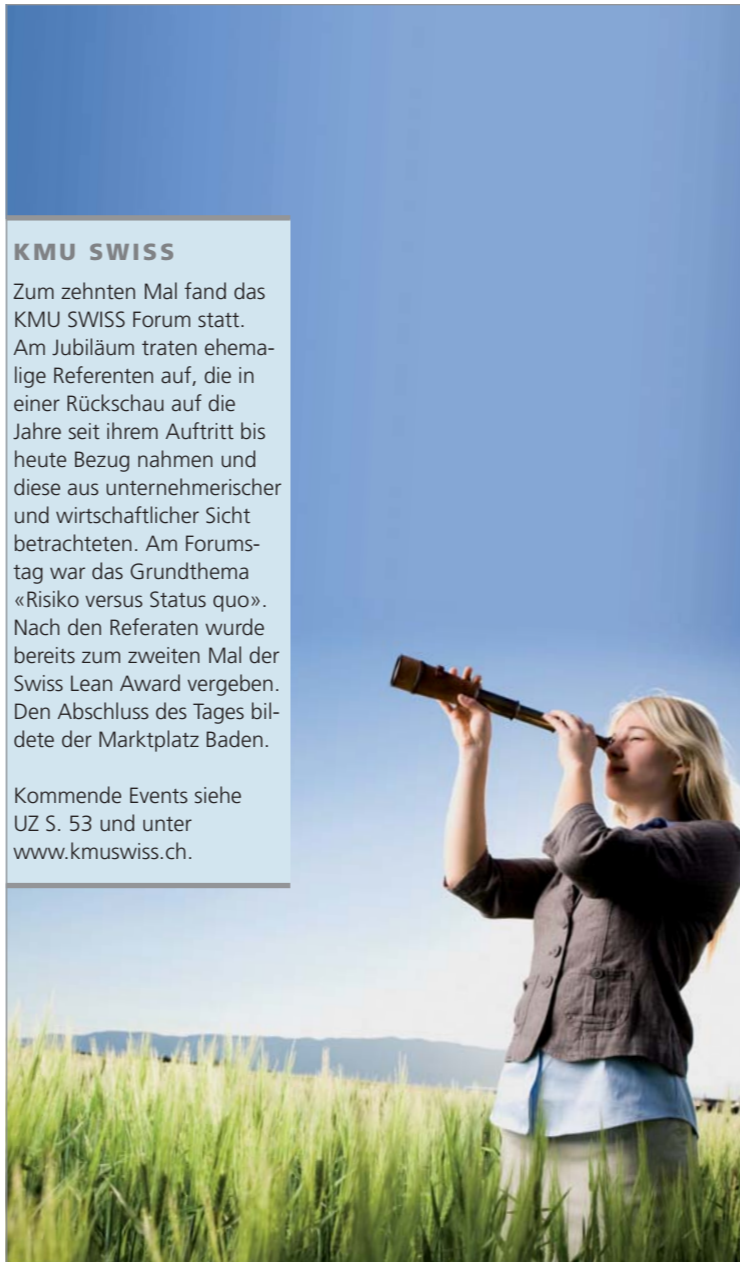 KMU SWISS
Zum zehnten Mal fand das
KMU SWISS Forum statt.
Am Jubiläum traten ehema-
lige Referenten auf, die in
einer Rückschau auf die
Jahre seit ihrem Auftritt bis
heute Bezug nahmen und
diese aus unternehmerischer
und wirtschaftlicher Sicht
betrachteten. Am Forums-
tag war das Grundthema
«Risiko versus Status quo».
Nach den Referaten wurde
bereits zum zweiten Mal der
Swiss Lean Award vergeben.
Den Abschluss des Tages bil-
dete der Marktplatz Baden.
Kommende Events siehe
UZ S. 53 und unter
www.kmuswiss.ch.